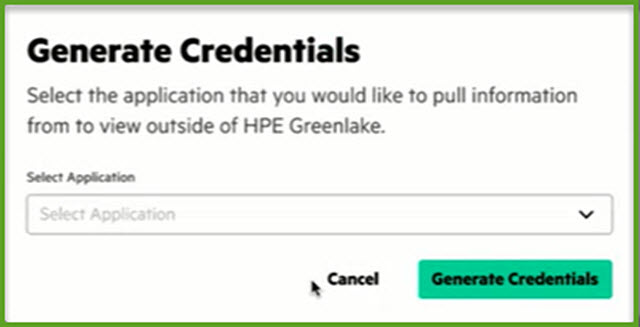 Generate Credentials
Select the application that you would like to pull information
from to view outside of HPE Greenlake.
Select Application
Select Application
Cancel
Generate Credentials